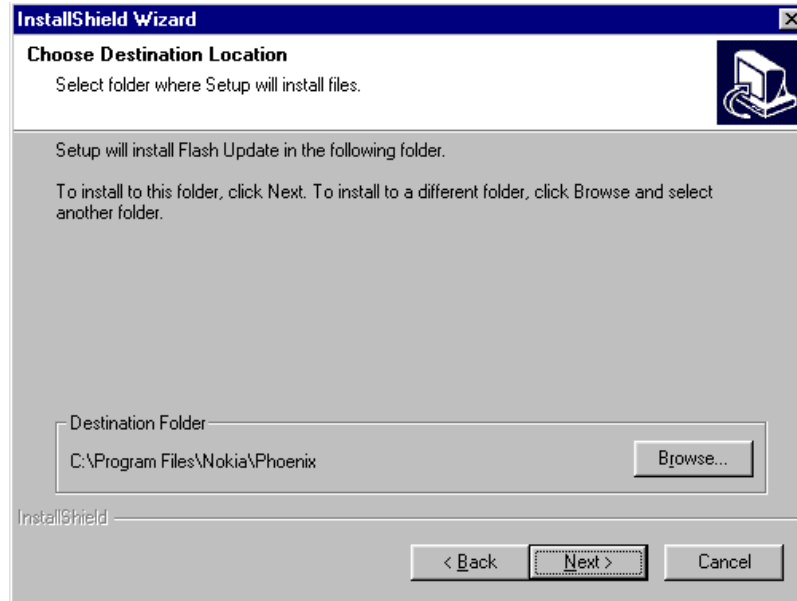 InstallShield Wizard
Choose Destination Location
Select folder where Setup will install files.
Setup will install Flash Update in the following folder.
To install to this folder, click Next. To install to a different folder, click Browse and select
another folder.
Destination Folder
C:\Program Files\Nokia\Phoenix
Browse...
InstallShield
< Back
Next >
Cancel